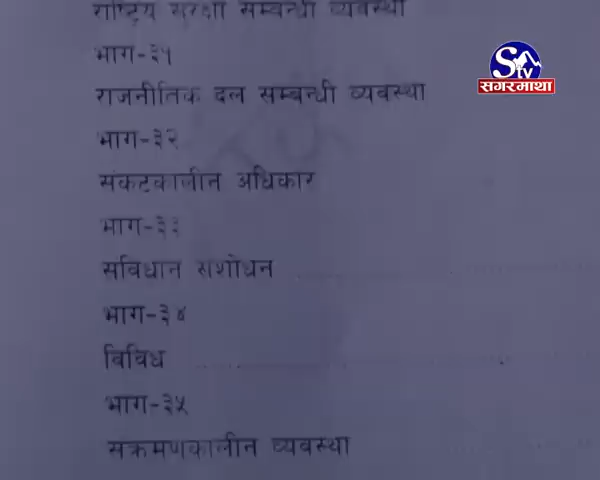 राष्ट्रिय सुरक्षा सम्बन्धी व्यवस्था
भाग-३१
राजनीतिक दल सम्बन्धी व्यवस्था
भाग-३२
संकटकालीन अधिकार
भाग-३३
संविधान संशोधन
भाग-३४
विविध
भाग-३५
संक्रमणकालीन व्यवस्था
S tv
सगरमाथा